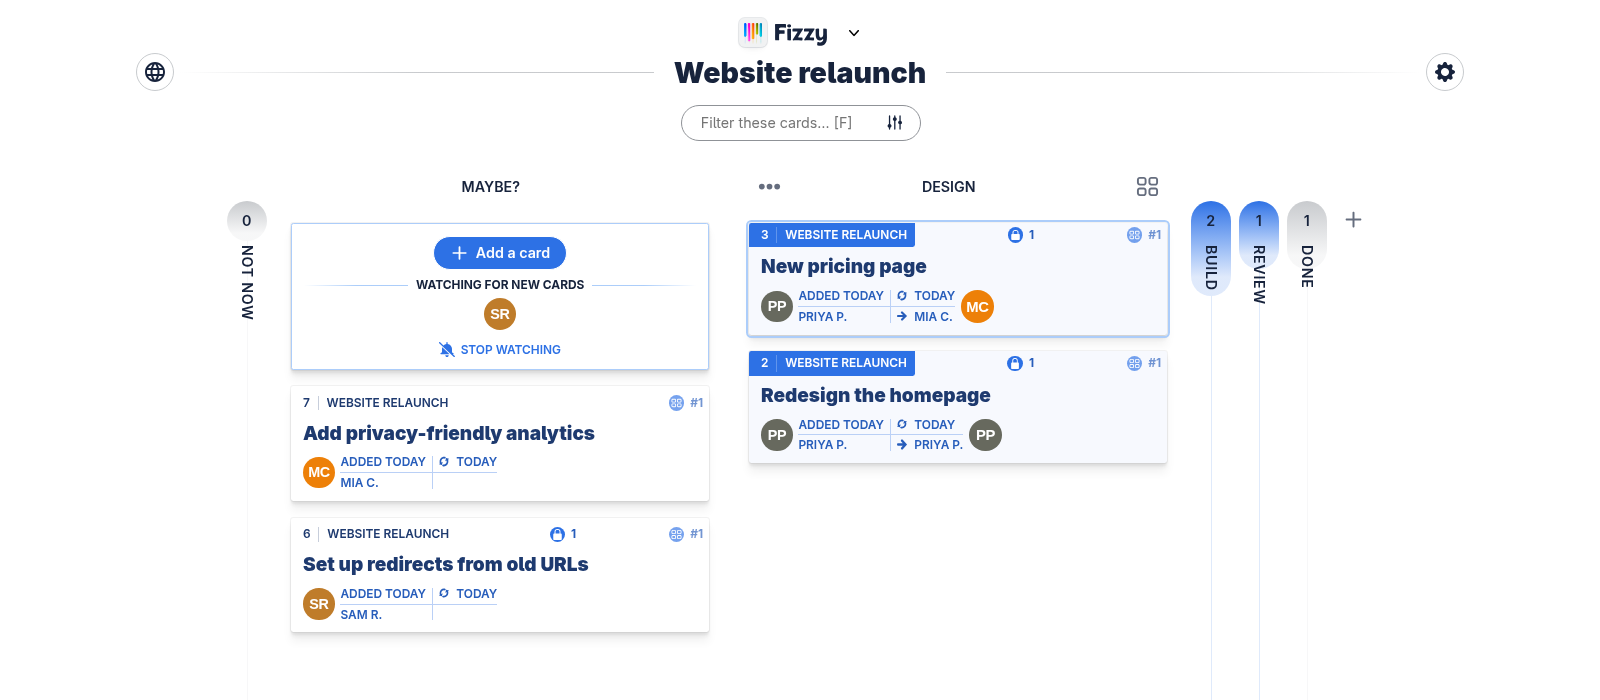 Fizzy
Website relaunch
Filter these cards... [F]
0
NOT NOW
MAYBE?
Add a card
WATCHING FOR NEW CARDS
SR
STOP WATCHING
7 WEBSITE RELAUNCH #1
Add privacy-friendly analytics
MC
ADDED TODAY TODAY
MIA C.
6 WEBSITE RELAUNCH 1 #1
Set up redirects from old URLs
SR
ADDED TODAY TODAY
SAM R.
DESIGN
3 WEBSITE RELAUNCH 1 #1
New pricing page
PP
ADDED TODAY TODAY
PRIYA P. MIA C.
MC
2 WEBSITE RELAUNCH 1 #1
Redesign the homepage
PP
ADDED TODAY TODAY
PRIYA P. PRIYA P.
PP
2
BUILD
1
REVIEW
1
DONE